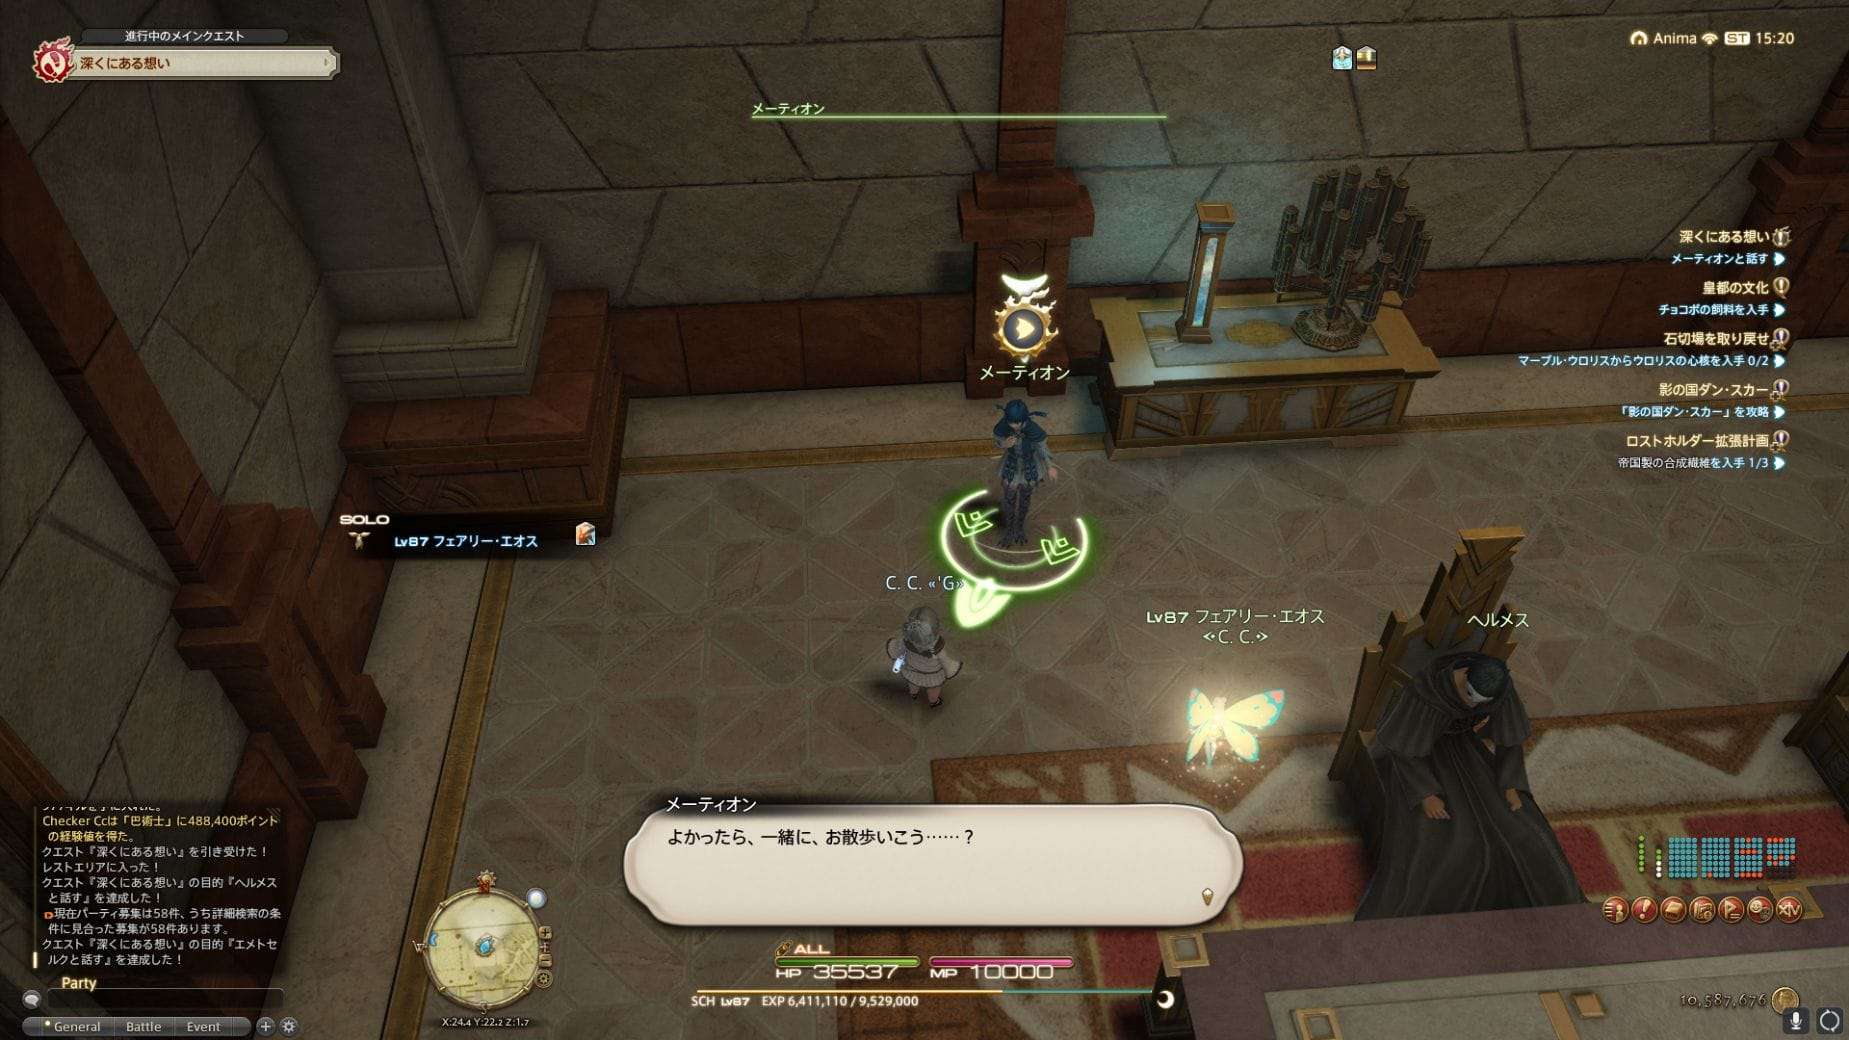 進行中のメインクエスト
深くにある想い
Anima ST 15:20
メーティオン
深くにある想い
メーティオンと話す
皇都の文化
チョコボの飼料を入手
石切場を取り戻せ
マーブル・ウロリスからウロリスの心核を入手 0/2
影の国ダン・スカー
「影の国ダン・スカー」を攻略
ロストホルダー拡張計画
帝国製の合成繊維を入手 1/3
メーティオン
SOLO
Lv87 フェアリー・エオス
C. C. «'G»
Lv87 フェアリー・エオス
«C. C.»
ヘルメス
メーティオン
よかったら、一緒に、お散歩いこう……？
Checker Ccは「巴術士」に488,400ポイント
の経験値を得た。
クエスト『深くにある想い』を引き受けた！
レストエリアに入った！
クエスト『深くにある想い』の目的『ヘルメス
と話す』を達成した！
現在パーティ募集は58件、うち詳細検索の条
件に見合った募集が58件あります。
クエスト『深くにある想い』の目的『エメトセ
ルクと話す』を達成した！
Party
General Battle Event
X:24.4 Y:22.2 Z:1.7
ALL
HP 35537 MP 10000
SCH Lv87 EXP 6,411,110 / 9,529,000
10,587,676
XIV